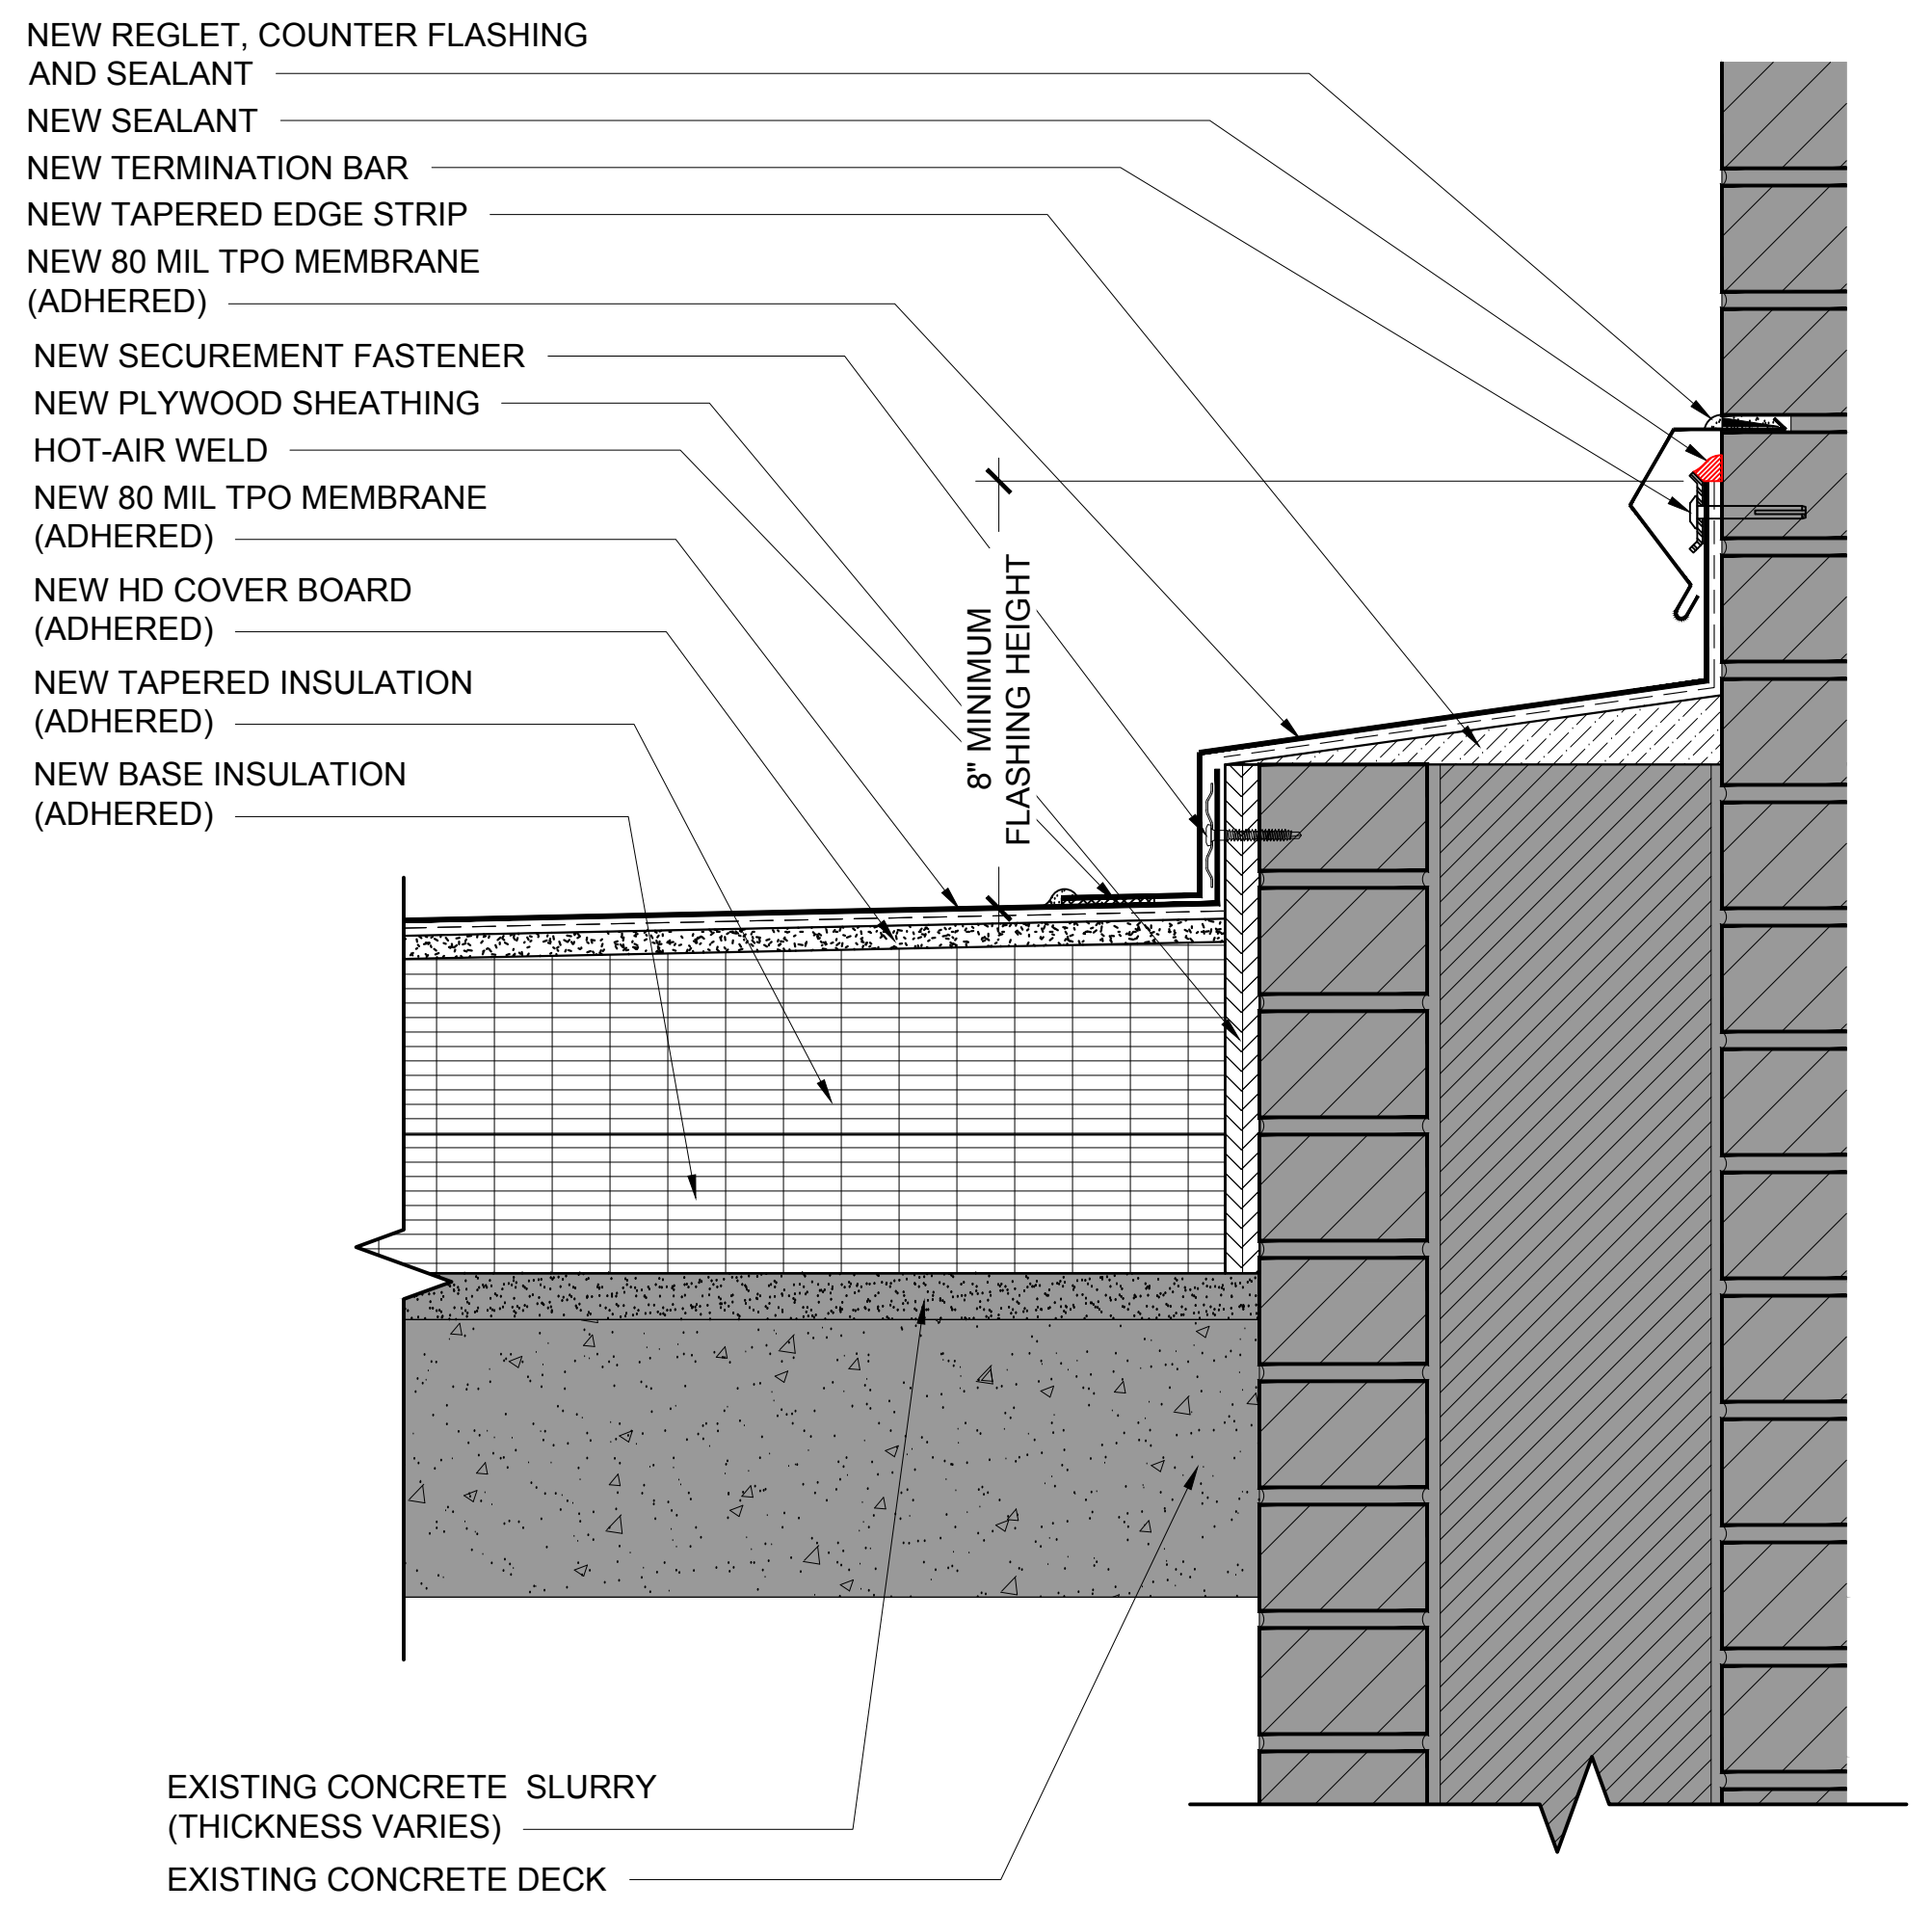 NEW REGLET, COUNTER FLASHING
AND SEALANT
NEW SEALANT
NEW TERMINATION BAR
NEW TAPERED EDGE STRIP
NEW 80 MIL TPO MEMBRANE
(ADHERED)
NEW SECUREMENT FASTENER
NEW PLYWOOD SHEATHING
HOT-AIR WELD
NEW 80 MIL TPO MEMBRANE
(ADHERED)
NEW HD COVER BOARD
(ADHERED)
NEW TAPERED INSULATION
(ADHERED)
NEW BASE INSULATION
(ADHERED)
8" MINIMUM
FLASHING HEIGHT
EXISTING CONCRETE SLURRY
(THICKNESS VARIES)
EXISTING CONCRETE DECK